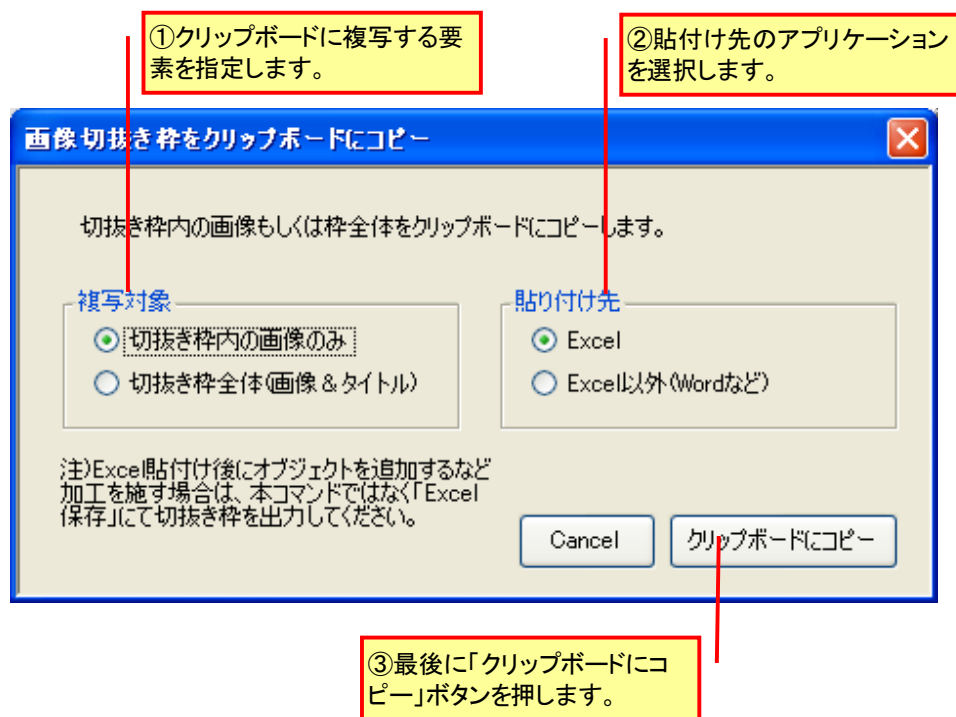 ①クリップボードに複写する要
素を指定します。
②貼付け先のアプリケーション
を選択します。
画像切抜き枠をクリップボードにコピー
切抜き枠内の画像もしくは枠全体をクリップボードにコピーします。
複写対象
切抜き枠内の画像のみ
切抜き枠全体(画像&タイトル)
貼り付け先
Excel
Excel以外(Wordなど)
注)Excel貼付け後にオブジェクトを追加するなど
加工を施す場合は、本コマンドではなく「Excel
保存」にて切抜き枠を出力してください。
Cancel
クリップボードにコピー
③最後に「クリップボードにコ
ピー」ボタンを押します。